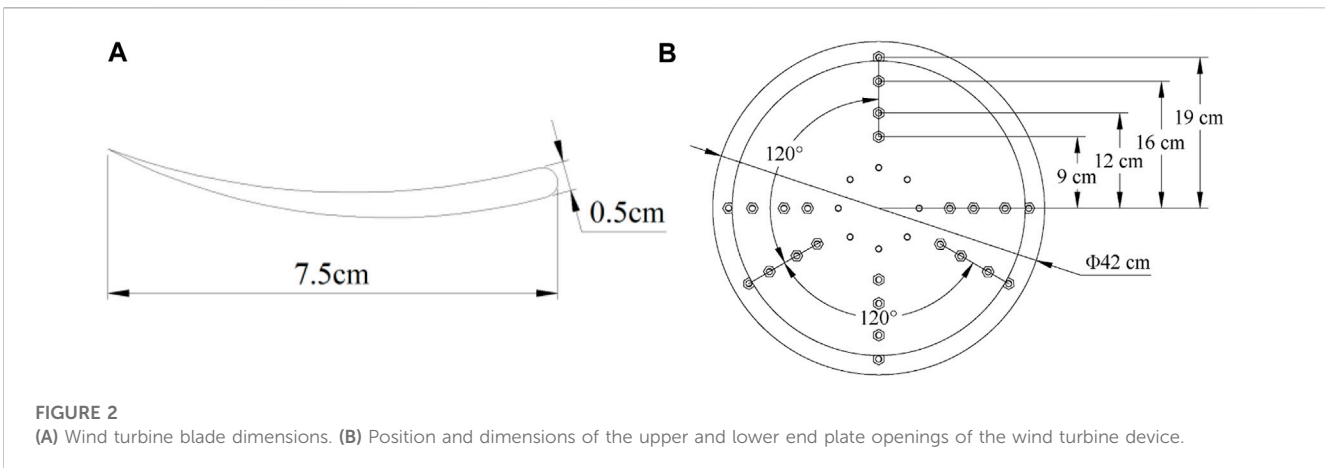 A
0.5cm
7.5cm
B
120°
120°
9 cm
12 cm
16 cm
19 cm
Φ42 cm
FIGURE 2
(A) Wind turbine blade dimensions. (B) Position and dimensions of the upper and lower end plate openings of the wind turbine device.